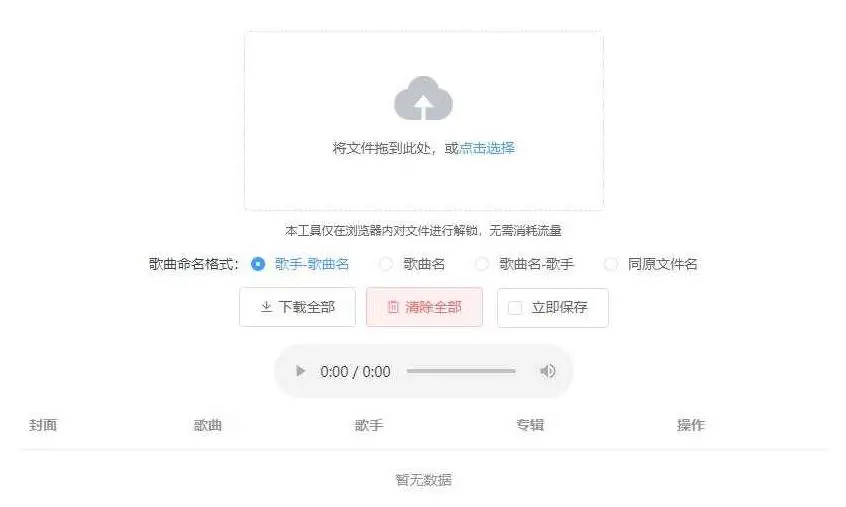 将文件拖到此处，或点击选择
本工具仅在浏览器内对文件进行解锁，无需消耗流量
歌曲命名格式： 歌手-歌曲名 歌曲名 歌曲名-歌手 同原文件名
下载全部 清除全部 立即保存
0:00 / 0:00
封面 歌曲 歌手 专辑 操作
暂无数据